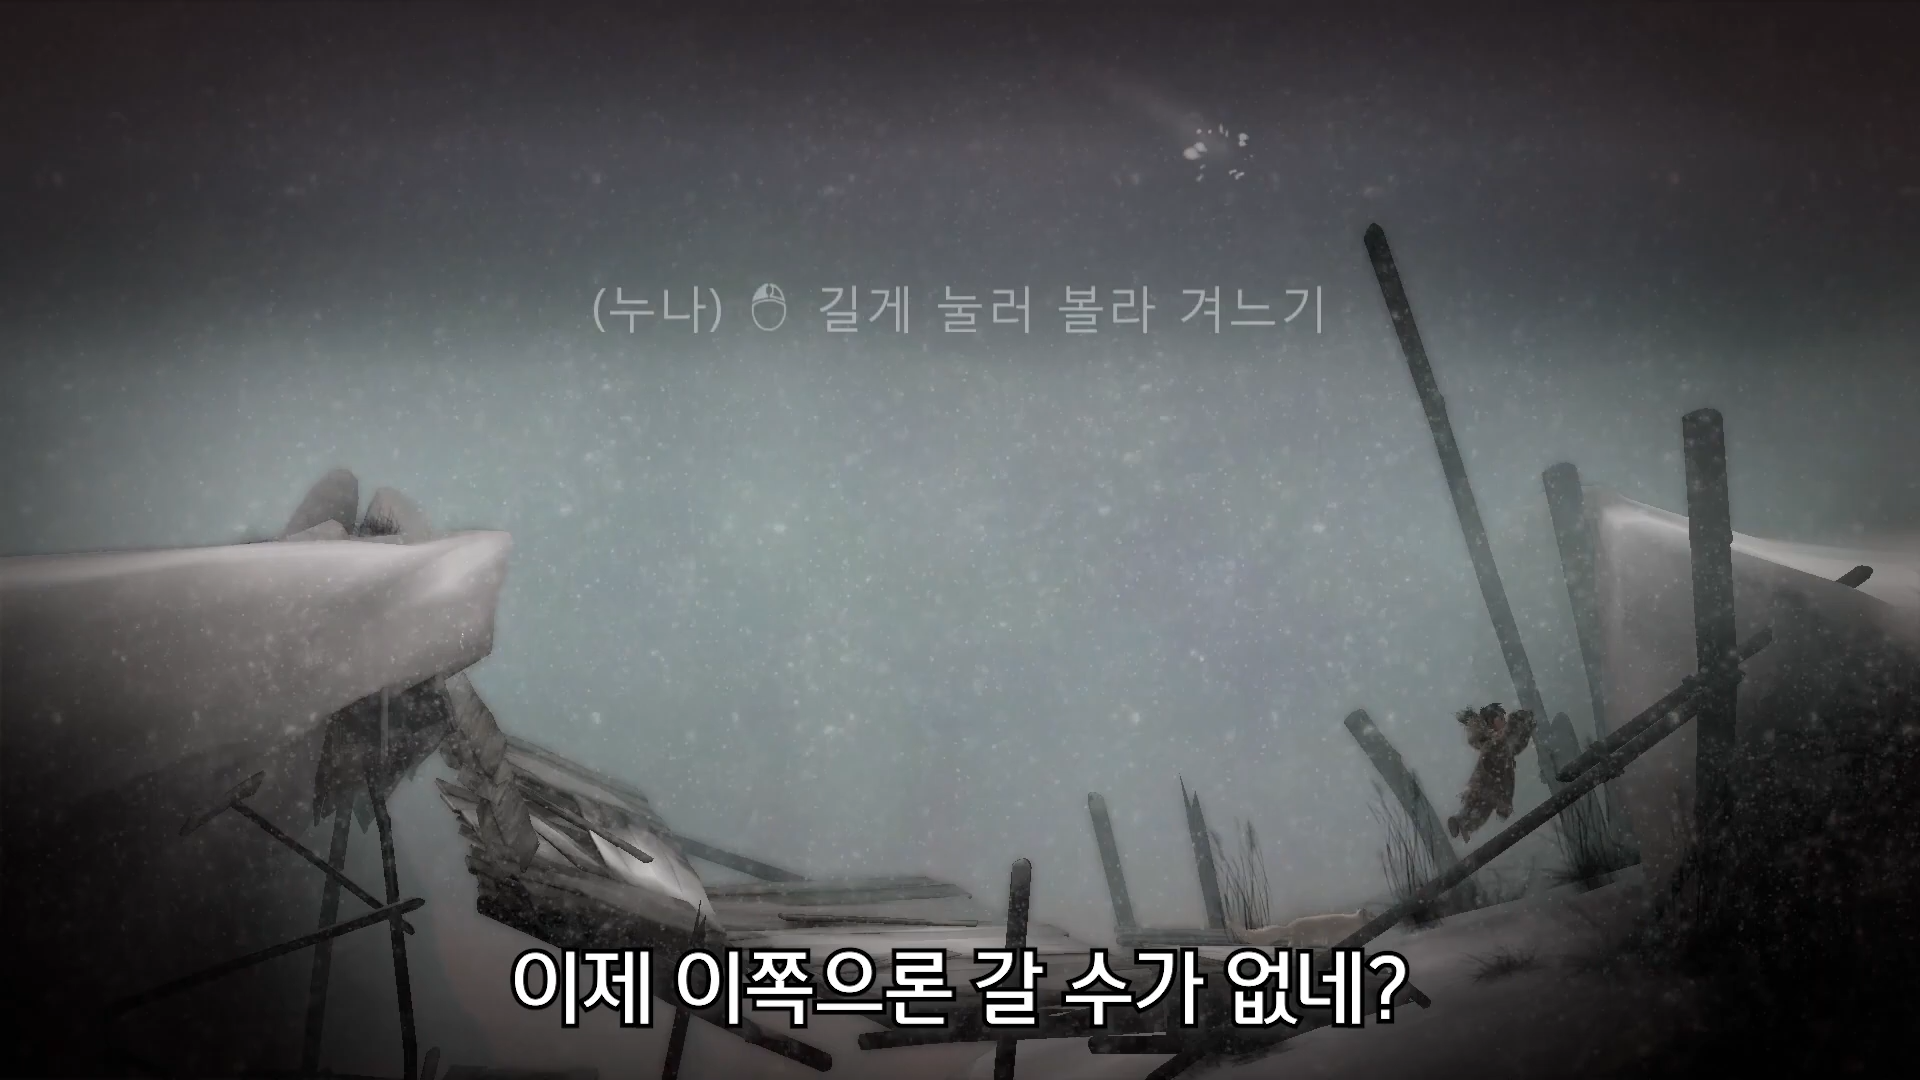 (누나) 길게 눌러 볼라 겨느기
이제 이쪽으론 갈 수가 없네?